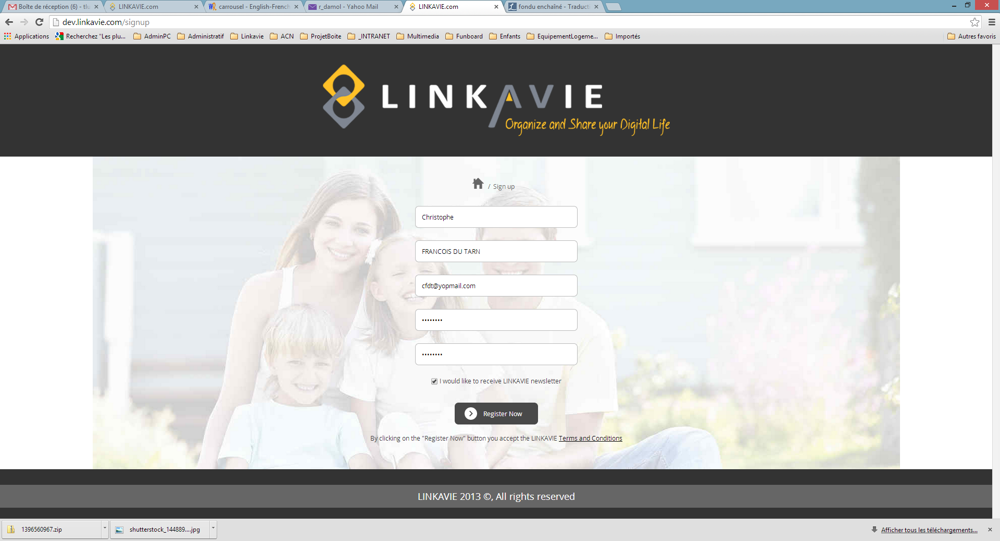 Boîte de réception (6) - tlu
LINKAVIE.com
carrousel - English-French
r_damol - Yahoo Mail
LINKAVIE.com
fondu enchaîné - Traducti
dev.linkavie.com/signup
Applications
Recherchez "Les plu...
AdminPC
Administratif
Linkavie
ACN
ProjetBoite
_INTRANET
Multimedia
Funboard
Enfants
EquipementLogeme...
Importés
Autres favoris
LINKAVIE
Organize and Share your Digital Life
/ Sign up
Christophe
FRANCOIS DU TARN
cfdt@yopmail.com
••••••••
••••••••
I would like to receive LINKAVIE newsletter
Register Now
By clicking on the "Register Now" button you accept the LINKAVIE Terms and Conditions
LINKAVIE 2013 ©, All rights reserved
1396560967.zip
shutterstock_144889....jpg
Afficher tous les téléchargements...